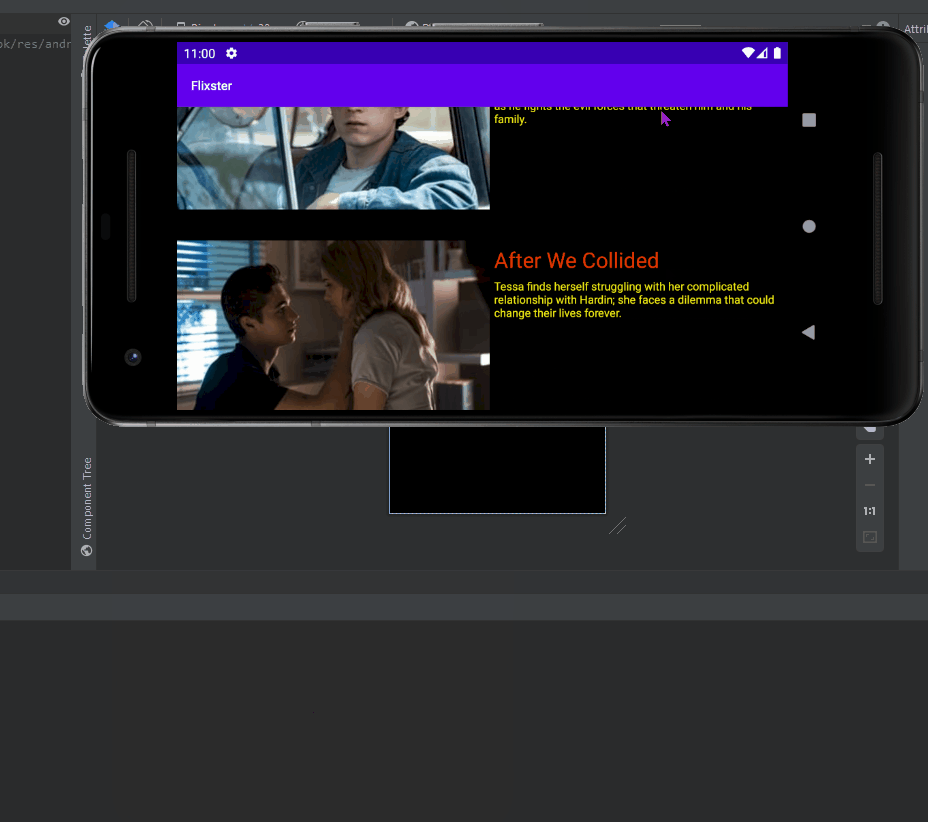 ok/res/andr
Attri
11:00
Flixster
as he fights the evil forces that threaten him and his
family.
After We Collided
Tessa finds herself struggling with her complicated
relationship with Hardin; she faces a dilemma that could
change their lives forever.
Component Tree
1:1